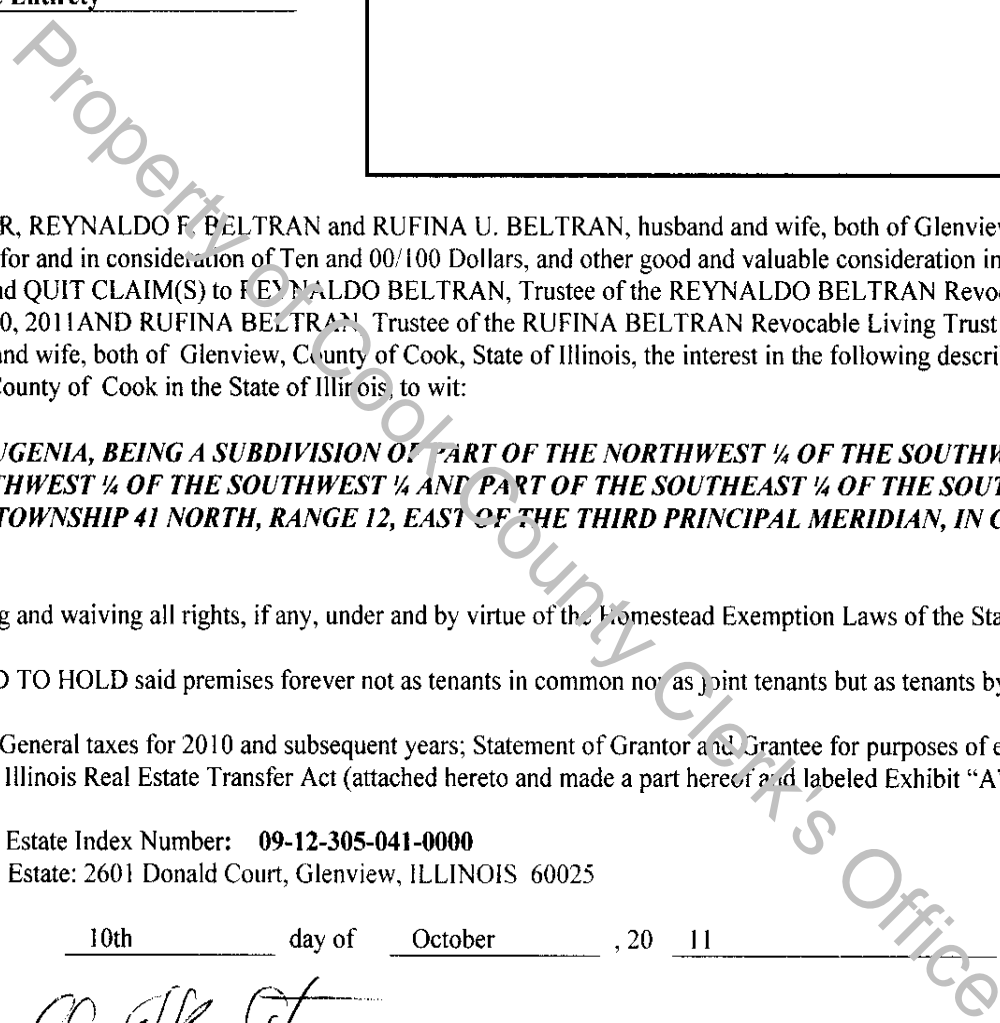 Entirety
R, REYNALDO F. BELTRAN and RUFINA U. BELTRAN, husband and wife, both of Glenview
for and in consideration of Ten and 00/100 Dollars, and other good and valuable consideration in
nd QUIT CLAIM(S) to REYNALDO BELTRAN, Trustee of the REYNALDO BELTRAN Revoc
0, 2011AND RUFINA BELTRAN, Trustee of the RUFINA BELTRAN Revocable Living Trust
and wife, both of Glenview, County of Cook, State of Illinois, the interest in the following descri
County of Cook in the State of Illinois, to wit:
UGENIA, BEING A SUBDIVISION OF PART OF THE NORTHWEST ¼ OF THE SOUTHW
THWEST ¼ OF THE SOUTHWEST ¼ AND PART OF THE SOUTHEAST ¼ OF THE SOUT
TOWNSHIP 41 NORTH, RANGE 12, EAST OF THE THIRD PRINCIPAL MERIDIAN, IN C
g and waiving all rights, if any, under and by virtue of the Homestead Exemption Laws of the Sta
D TO HOLD said premises forever not as tenants in common nor as joint tenants but as tenants by
General taxes for 2010 and subsequent years; Statement of Grantor and Grantee for purposes of e
Illinois Real Estate Transfer Act (attached hereto and made a part hereof and labeled Exhibit “A”
Estate Index Number: 09-12-305-041-0000
Estate: 2601 Donald Court, Glenview, ILLINOIS 60025
10th day of October , 20 11
Property of Cook County Clerk's Office